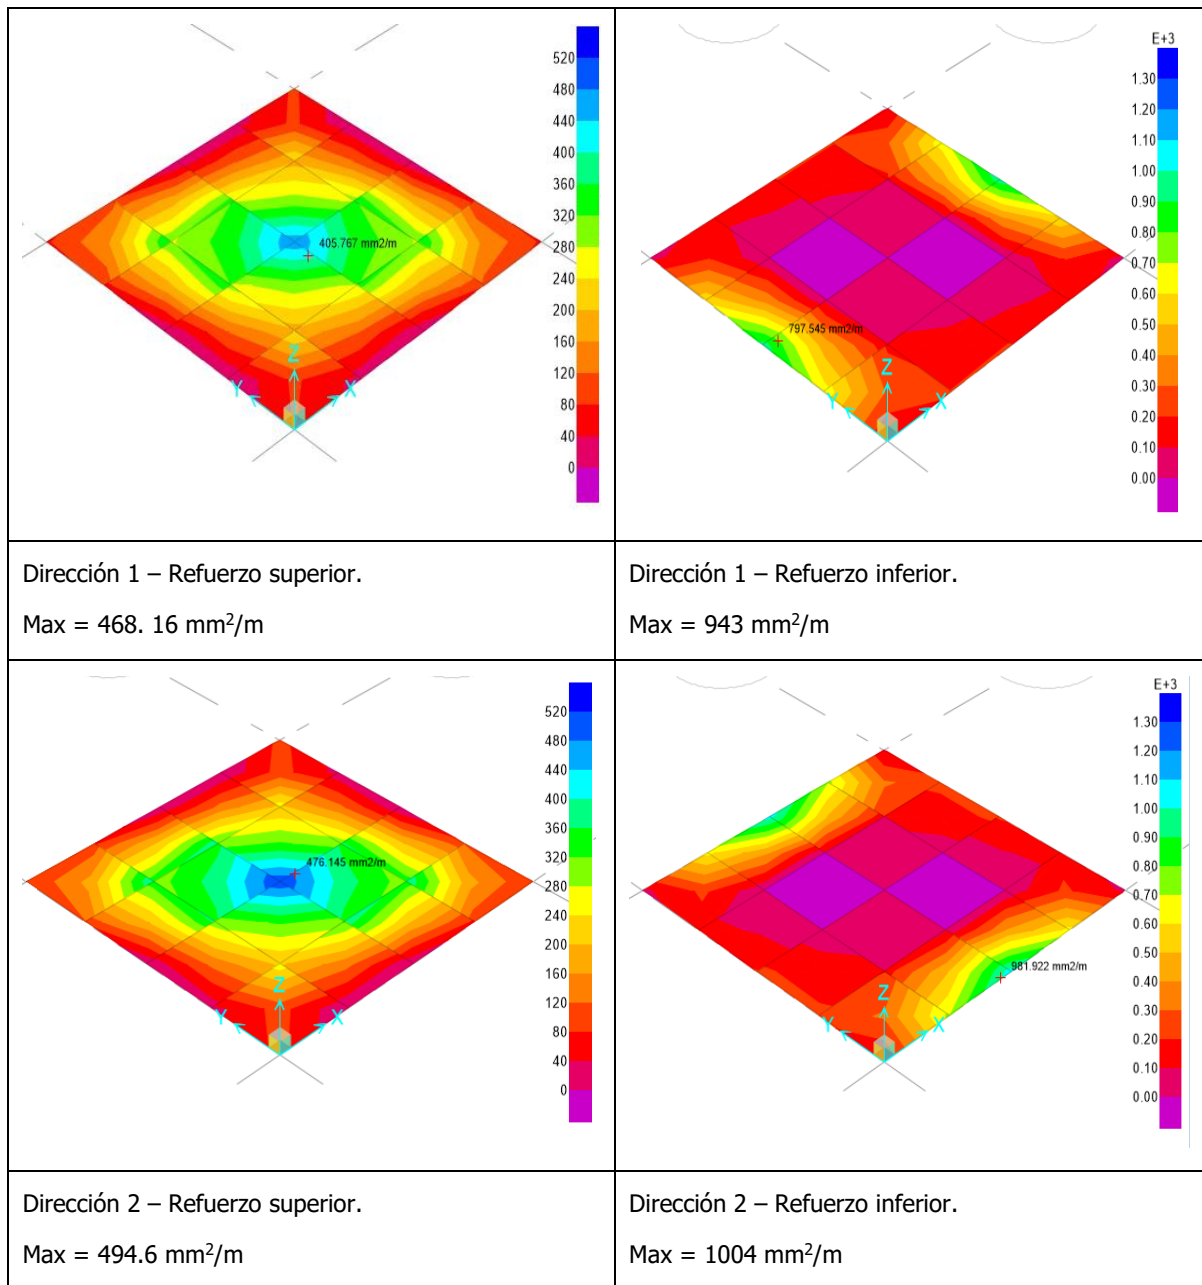 520
480
440
400
360
320
280
240
200
160
120
80
40
0
405.767 mm2/m
Z
Y
X
E+3
1.30
1.20
1.10
1.00
0.90
0.80
0.70
0.60
0.50
0.40
0.30
0.20
0.10
0.00
797.545 mm2/m
Z
Y
X
Dirección 1 – Refuerzo superior.
Max = 468. 16 mm²/m
Dirección 1 – Refuerzo inferior.
Max = 943 mm²/m
520
480
440
400
360
320
280
240
200
160
120
80
40
0
476.145 mm2/m
Z
Y
X
E+3
1.30
1.20
1.10
1.00
0.90
0.80
0.70
0.60
0.50
0.40
0.30
0.20
0.10
0.00
981.922 mm2/m
Z
Y
X
Dirección 2 – Refuerzo superior.
Max = 494.6 mm²/m
Dirección 2 – Refuerzo inferior.
Max = 1004 mm²/m